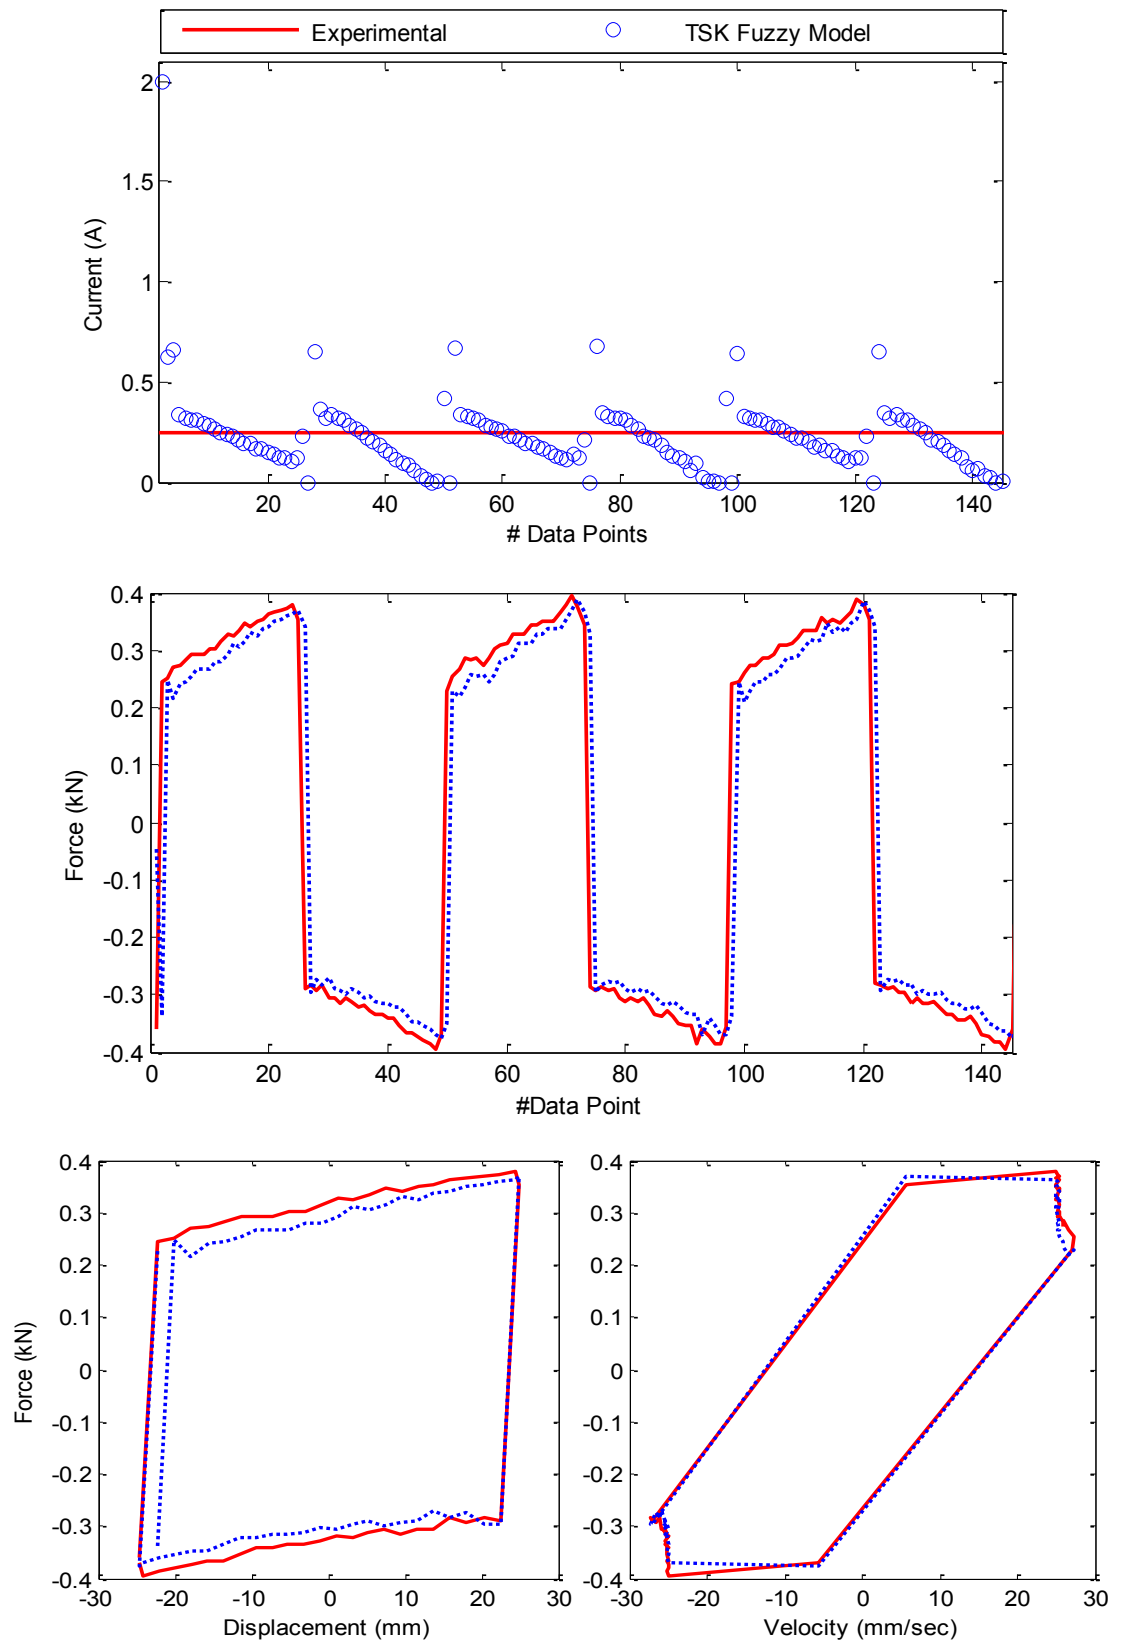 Experimental TSK Fuzzy Model
2
1.5
1
0.5
0
Current (A)
20 40 60 80 100 120 140
# Data Points
0.4
0.3
0.2
0.1
0
-0.1
-0.2
-0.3
-0.4
Force (kN)
0 20 40 60 80 100 120 140
#Data Point
0.4
0.3
0.2
0.1
0
-0.1
-0.2
-0.3
-0.4
Force (kN)
-30 -20 -10 0 10 20 30
Displacement (mm)
0.4
0.3
0.2
0.1
0
-0.1
-0.2
-0.3
-0.4
-30 -20 -10 0 10 20 30
Velocity (mm/sec)